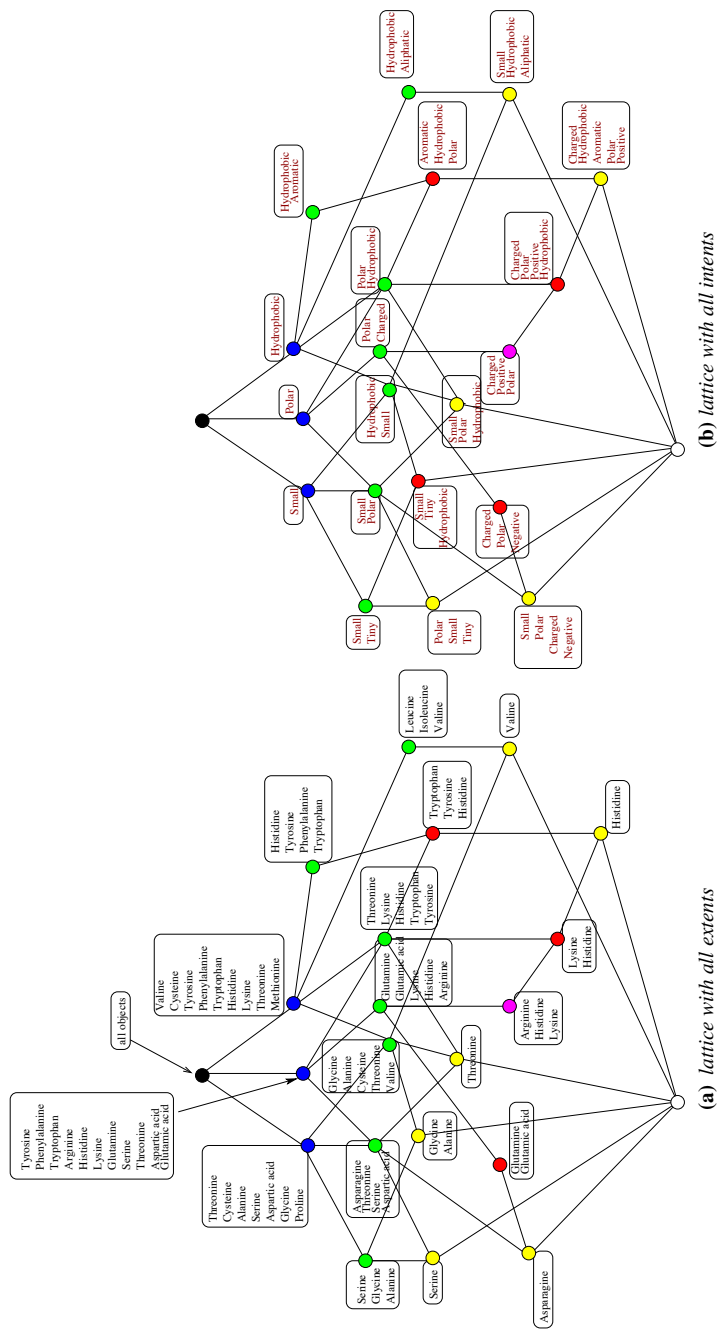 Hydrophobic
Aliphatic
Small
Hydrophobic
Aliphatic
Hydrophobic
Aromatic
Aromatic
Hydrophobic
Polar
Charged
Hydrophobic
Aromatic
Polar
Positive
Hydrophobic
Polar
Hydrophobic
Charged
Polar
Positive
Hydrophobic
Polar
Polar
Charged
Charged
Positive
Polar
Small
Hydrophobic
Small
Small
Polar
Hydrophobic
Small
Polar
Small
Tiny
Hydrophobic
Charged
Polar
Negative
Small
Tiny
Polar
Small
Tiny
Small
Polar
Charged
Negative
(b) lattice with all intents
Leucine
Isoleucine
Valine
Valine
Histidine
Tyrosine
Phenylalanine
Tryptophan
Tryptophan
Tyrosine
Histidine
Histidine
Valine
Cysteine
Tyrosine
Phenylalanine
Tryptophan
Histidine
Lysine
Threonine
Methionine
Threonine
Lysine
Histidine
Tryptophan
Tyrosine
Lysine
Histidine
all objects
Glutamine
Glutamic acid
Lysine
Histidine
Arginine
Arginine
Histidine
Lysine
Tyrosine
Phenylalanine
Tryptophan
Arginine
Histidine
Lysine
Glutamine
Serine
Threonine
Aspartic acid
Glutamic acid
Glycine
Alanine
Cysteine
Threonine
Valine
Threonine
Threonine
Cysteine
Alanine
Serine
Aspartic acid
Glycine
Proline
Asparagine
Threonine
Serine
Aspartic acid
Glycine
Alanine
Glutamine
Glutamic acid
Serine
Glycine
Alanine
Serine
Asparagine
(a) lattice with all extents